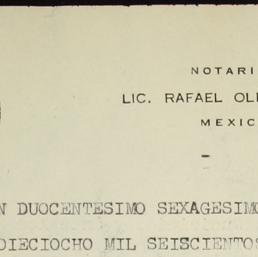 NOTARI
LIC. RAFAEL OL
MEXIC
-
N DUOCENTESIMO SEXAGESIMO
DIECIOCHO MIL SEISCIENTOS